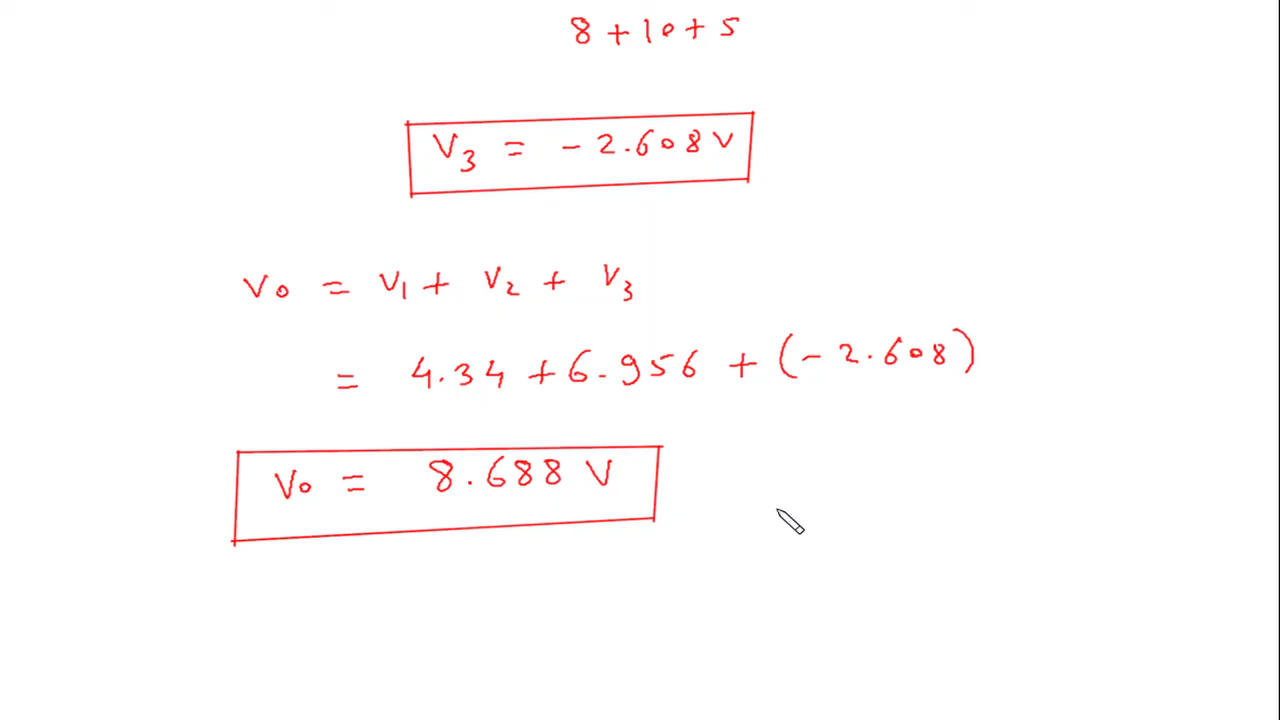 8 + 10 + 5
V3 = - 2.608 V
Vo = V1 + V2 + V3
= 4.34 + 6.956 + (- 2.608)
Vo = 8.688 V